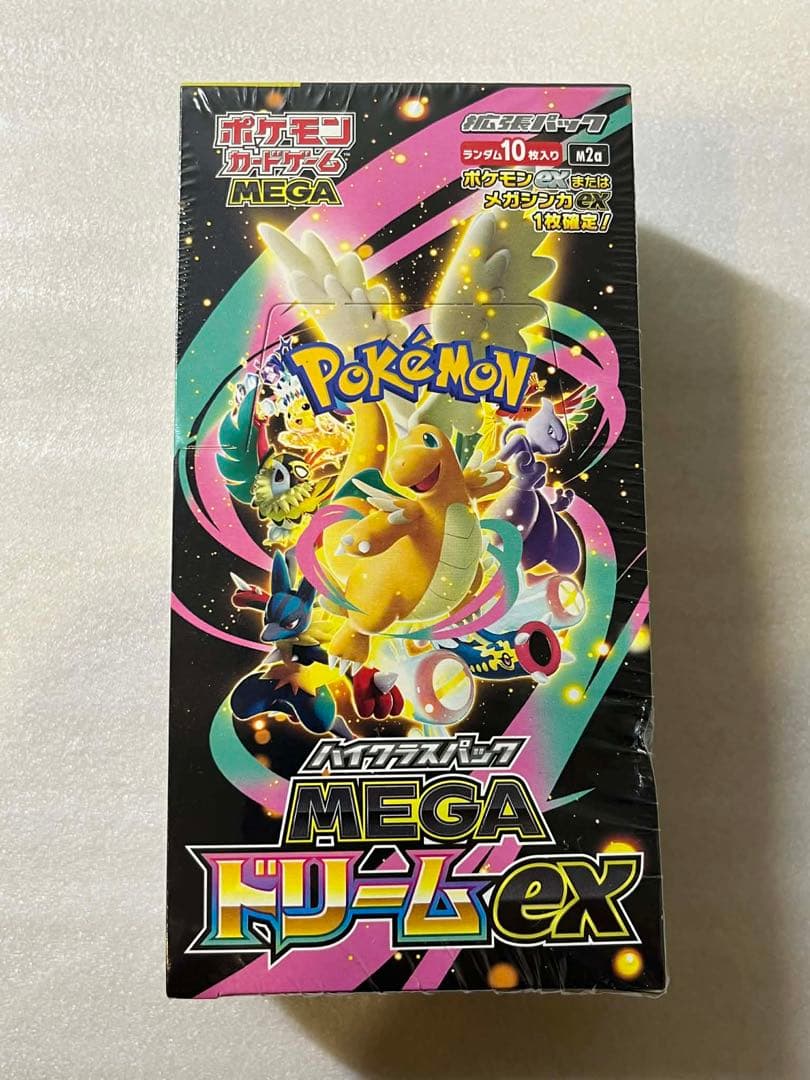 ポケモン
カードゲーム™
MEGA
拡張パック
ランダム10枚入り
M2a
ポケモンexまたは
メガシンカex
1枚確定!
POKéMON™
ハイクラスパック
MEGA
ドリームex